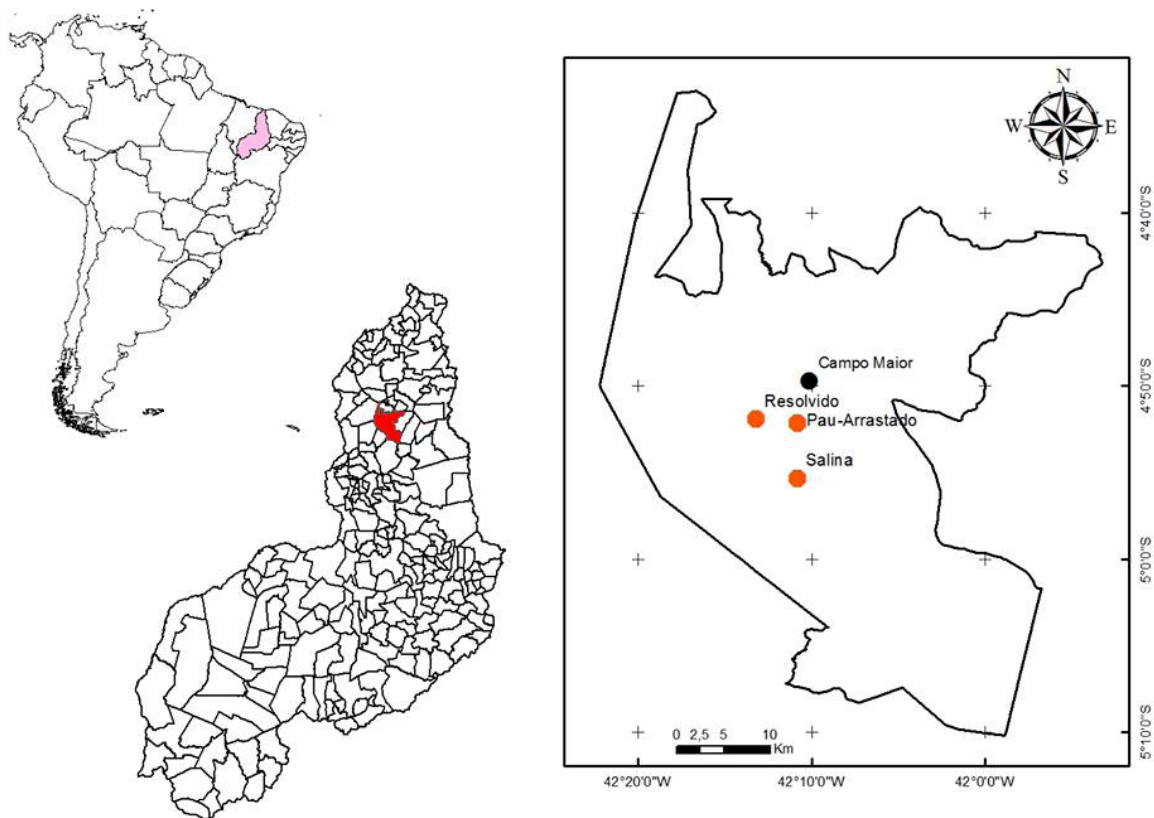 N
W E
S
4°40'0"S
Campo Maior
4°50'0"S
Resolvido
Pau-Arrastado
Salina
5°0'0"S
0 2,5 5 10
Km
5°10'0"S
42°20'0"W 42°10'0"W 42°0'0"W